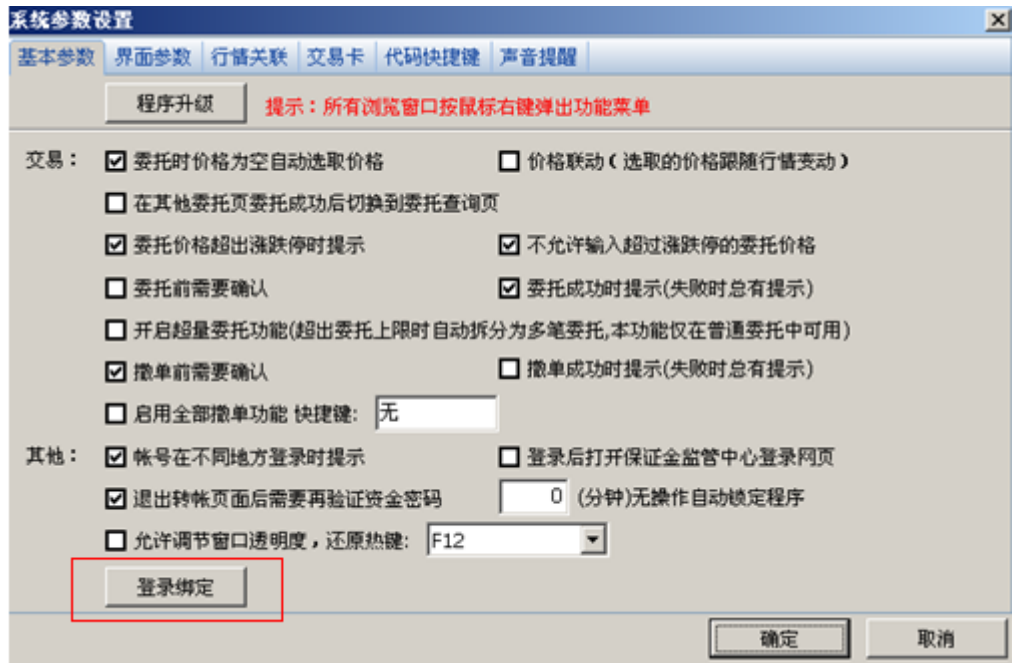 系统参数设置
基本参数 界面参数 行情关联 交易卡 代码快捷键 声音提醒
程序升级 提示：所有浏览窗口按鼠标右键弹出功能菜单
交易： 委托时价格为空自动选取价格 价格联动（选取的价格跟随行情变动）
在其他委托页委托成功后切换到委托查询页
委托价格超出涨跌停时提示 不允许输入超过涨跌停的委托价格
委托前需要确认 委托成功时提示(失败时总有提示)
开启超量委托功能(超出委托上限时自动拆分为多笔委托,本功能仅在普通委托中可用)
撤单前需要确认 撤单成功时提示(失败时总有提示)
启用全部撤单功能 快捷键: 无
其他： 帐号在不同地方登录时提示 登录后打开保证金监管中心登录网页
退出转帐页面后需要再验证资金密码 0 (分钟)无操作自动锁定程序
允许调节窗口透明度，还原热键: F12
登录绑定
确定 取消